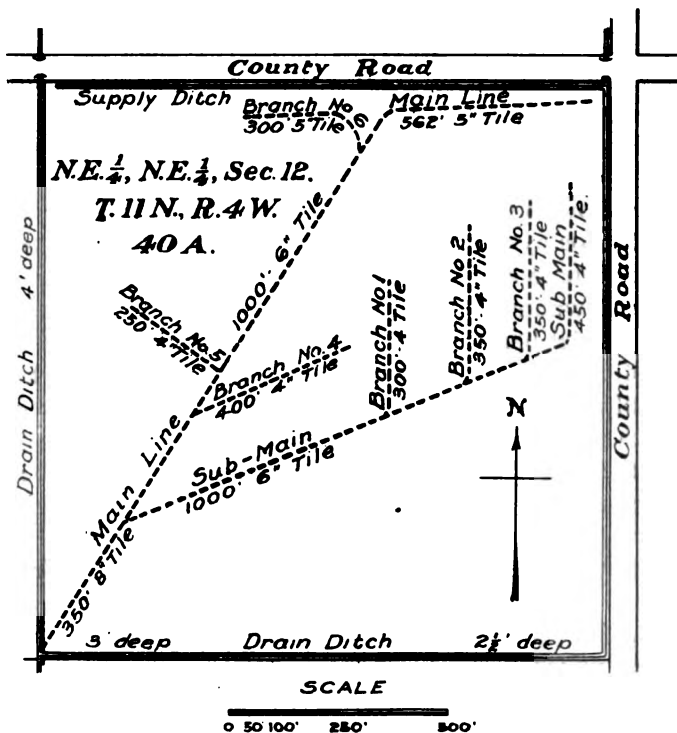 County Road
Supply Ditch
Branch No 6
300' 5" Tile
Main Line
562' 5" Tile
N.E.¼, N.E.¼, Sec. 12.
T. 11 N., R. 4 W.
40 A.
1000' 6" Tile
Drain Ditch 4' deep
Branch No. 5
250' 4" Tile
Branch No. 4
400' 4" Tile
Branch No 1
300' 4 Tile
Branch No 2
350' 4" Tile
Branch No. 3
350' 4" Tile
Sub Main
450' 4" Tile.
County Road
Main Line
350' 8" Tile
Sub-Main
1000' 6" Tile
N
3' deep Drain Ditch 2½' deep
SCALE
0 50' 100' 250' 500'